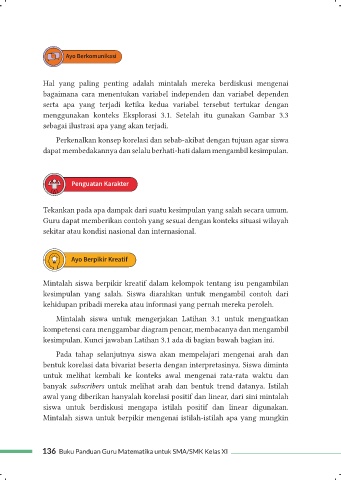 Ayo Berkomunikasi
Hal yang paling penting adalah mintalah mereka berdiskusi mengenai
bagaimana cara menentukan variabel independen dan variabel dependen
serta apa yang terjadi ketika kedua variabel tersebut tertukar dengan
menggunakan konteks Eksplorasi 3.1. Setelah itu gunakan Gambar 3.3
sebagai ilustrasi apa yang akan terjadi.
Perkenalkan konsep korelasi dan sebab-akibat dengan tujuan agar siswa
dapat membedakannya dan selalu berhati-hati dalam mengambil kesimpulan.
Penguatan Karakter
Tekankan pada apa dampak dari suatu kesimpulan yang salah secara umum.
Guru dapat memberikan contoh yang sesuai dengan konteks situasi wilayah
sekitar atau kondisi nasional dan internasional.
Ayo Berpikir Kreatif
Mintalah siswa berpikir kreatif dalam kelompok tentang isu pengambilan
kesimpulan yang salah. Siswa diarahkan untuk mengambil contoh dari
kehidupan pribadi mereka atau informasi yang pernah mereka peroleh.
Mintalah siswa untuk mengerjakan Latihan 3.1 untuk menguatkan
kompetensi cara menggambar diagram pencar, membacanya dan mengambil
kesimpulan. Kunci jawaban Latihan 3.1 ada di bagian bawah bagian ini.
Pada tahap selanjutnya siswa akan mempelajari mengenai arah dan
bentuk korelasi data bivariat beserta dengan interpretasinya. Siswa diminta
untuk melihat kembali ke konteks awal mengenai rata-rata waktu dan
banyak subscribers untuk melihat arah dan bentuk trend datanya. Istilah
awal yang diberikan hanyalah korelasi positif dan linear, dari sini mintalah
siswa untuk berdiskusi mengapa istilah positif dan linear digunakan.
Mintalah siswa untuk berpikir mengenai istilah-istilah apa yang mungkin
136 Buku Panduan Guru Matematika untuk SMA/SMK Kelas XI